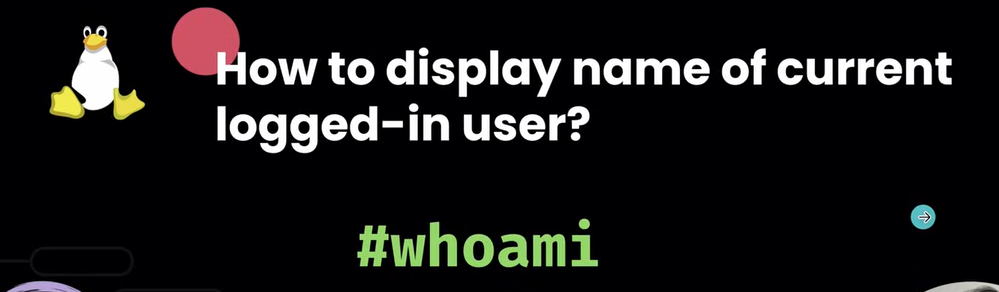 How to display name of current
logged-in user?
#whoami